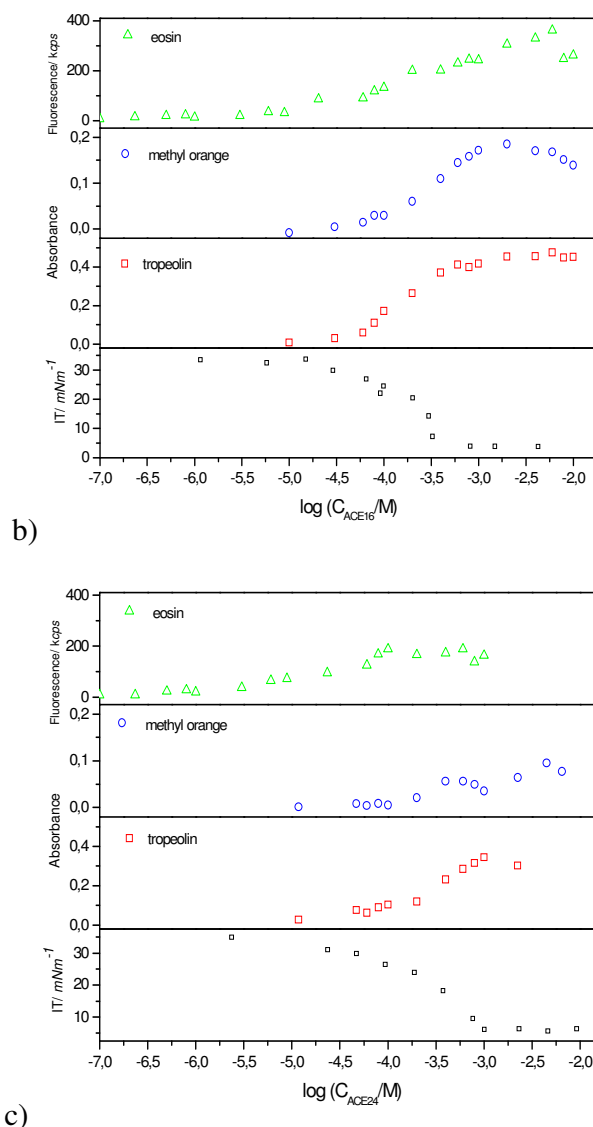 400
200
0
Fluorescence/ kcps
eosin
0,2
0,1
0,0
methyl orange
Absorbance
0,4
0,2
0,0
tropeolin
30
20
10
0
IT/ mNm⁻¹
-7,0 -6,5 -6,0 -5,5 -5,0 -4,5 -4,0 -3,5 -3,0 -2,5 -2,0
log (C_ACE16/M)
b)
400
200
0
Fluorescence/ kcps
eosin
0,2
0,1
0,0
methyl orange
Absorbance
0,4
0,2
0,0
tropeolin
30
20
10
IT/ mNm⁻¹
-7,0 -6,5 -6,0 -5,5 -5,0 -4,5 -4,0 -3,5 -3,0 -2,5 -2,0
log (C_ACE24/M)
c)